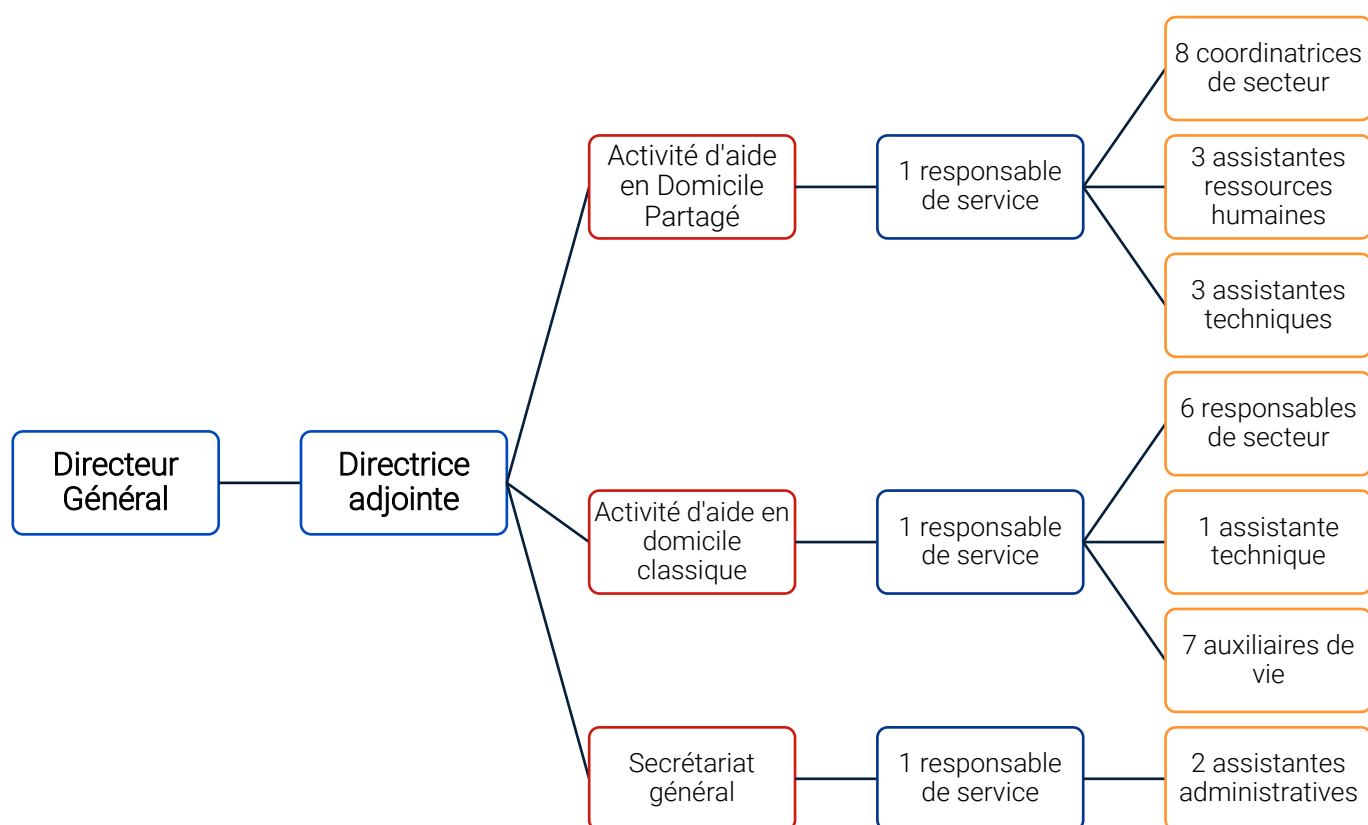 Directeur
Général
Directrice
adjointe
Activité d'aide
en Domicile
Partagé
1 responsable
de service
8 coordinatrices
de secteur
3 assistantes
ressources
humaines
3 assistantes
techniques
Activité d'aide en
domicile
classique
1 responsable
de service
6 responsables
de secteur
1 assistante
technique
7 auxiliaires de
vie
Secrétariat
général
1 responsable
de service
2 assistantes
administratives